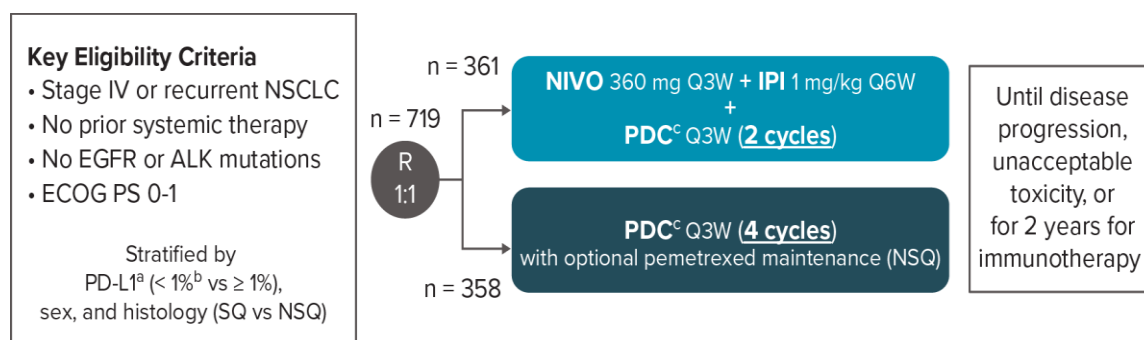 Key Eligibility Criteria
• Stage IV or recurrent NSCLC
• No prior systemic therapy
• No EGFR or ALK mutations
• ECOG PS 0-1
Stratified by
PD-L1ᵃ (< 1%ᵇ vs ≥ 1%),
sex, and histology (SQ vs NSQ)
n = 719
R
1:1
n = 361
NIVO 360 mg Q3W + IPI 1 mg/kg Q6W
+
PDCᶜ Q3W (2 cycles)
n = 358
PDCᶜ Q3W (4 cycles)
with optional pemetrexed maintenance (NSQ)
Until disease
progression,
unacceptable
toxicity, or
for 2 years for
immunotherapy